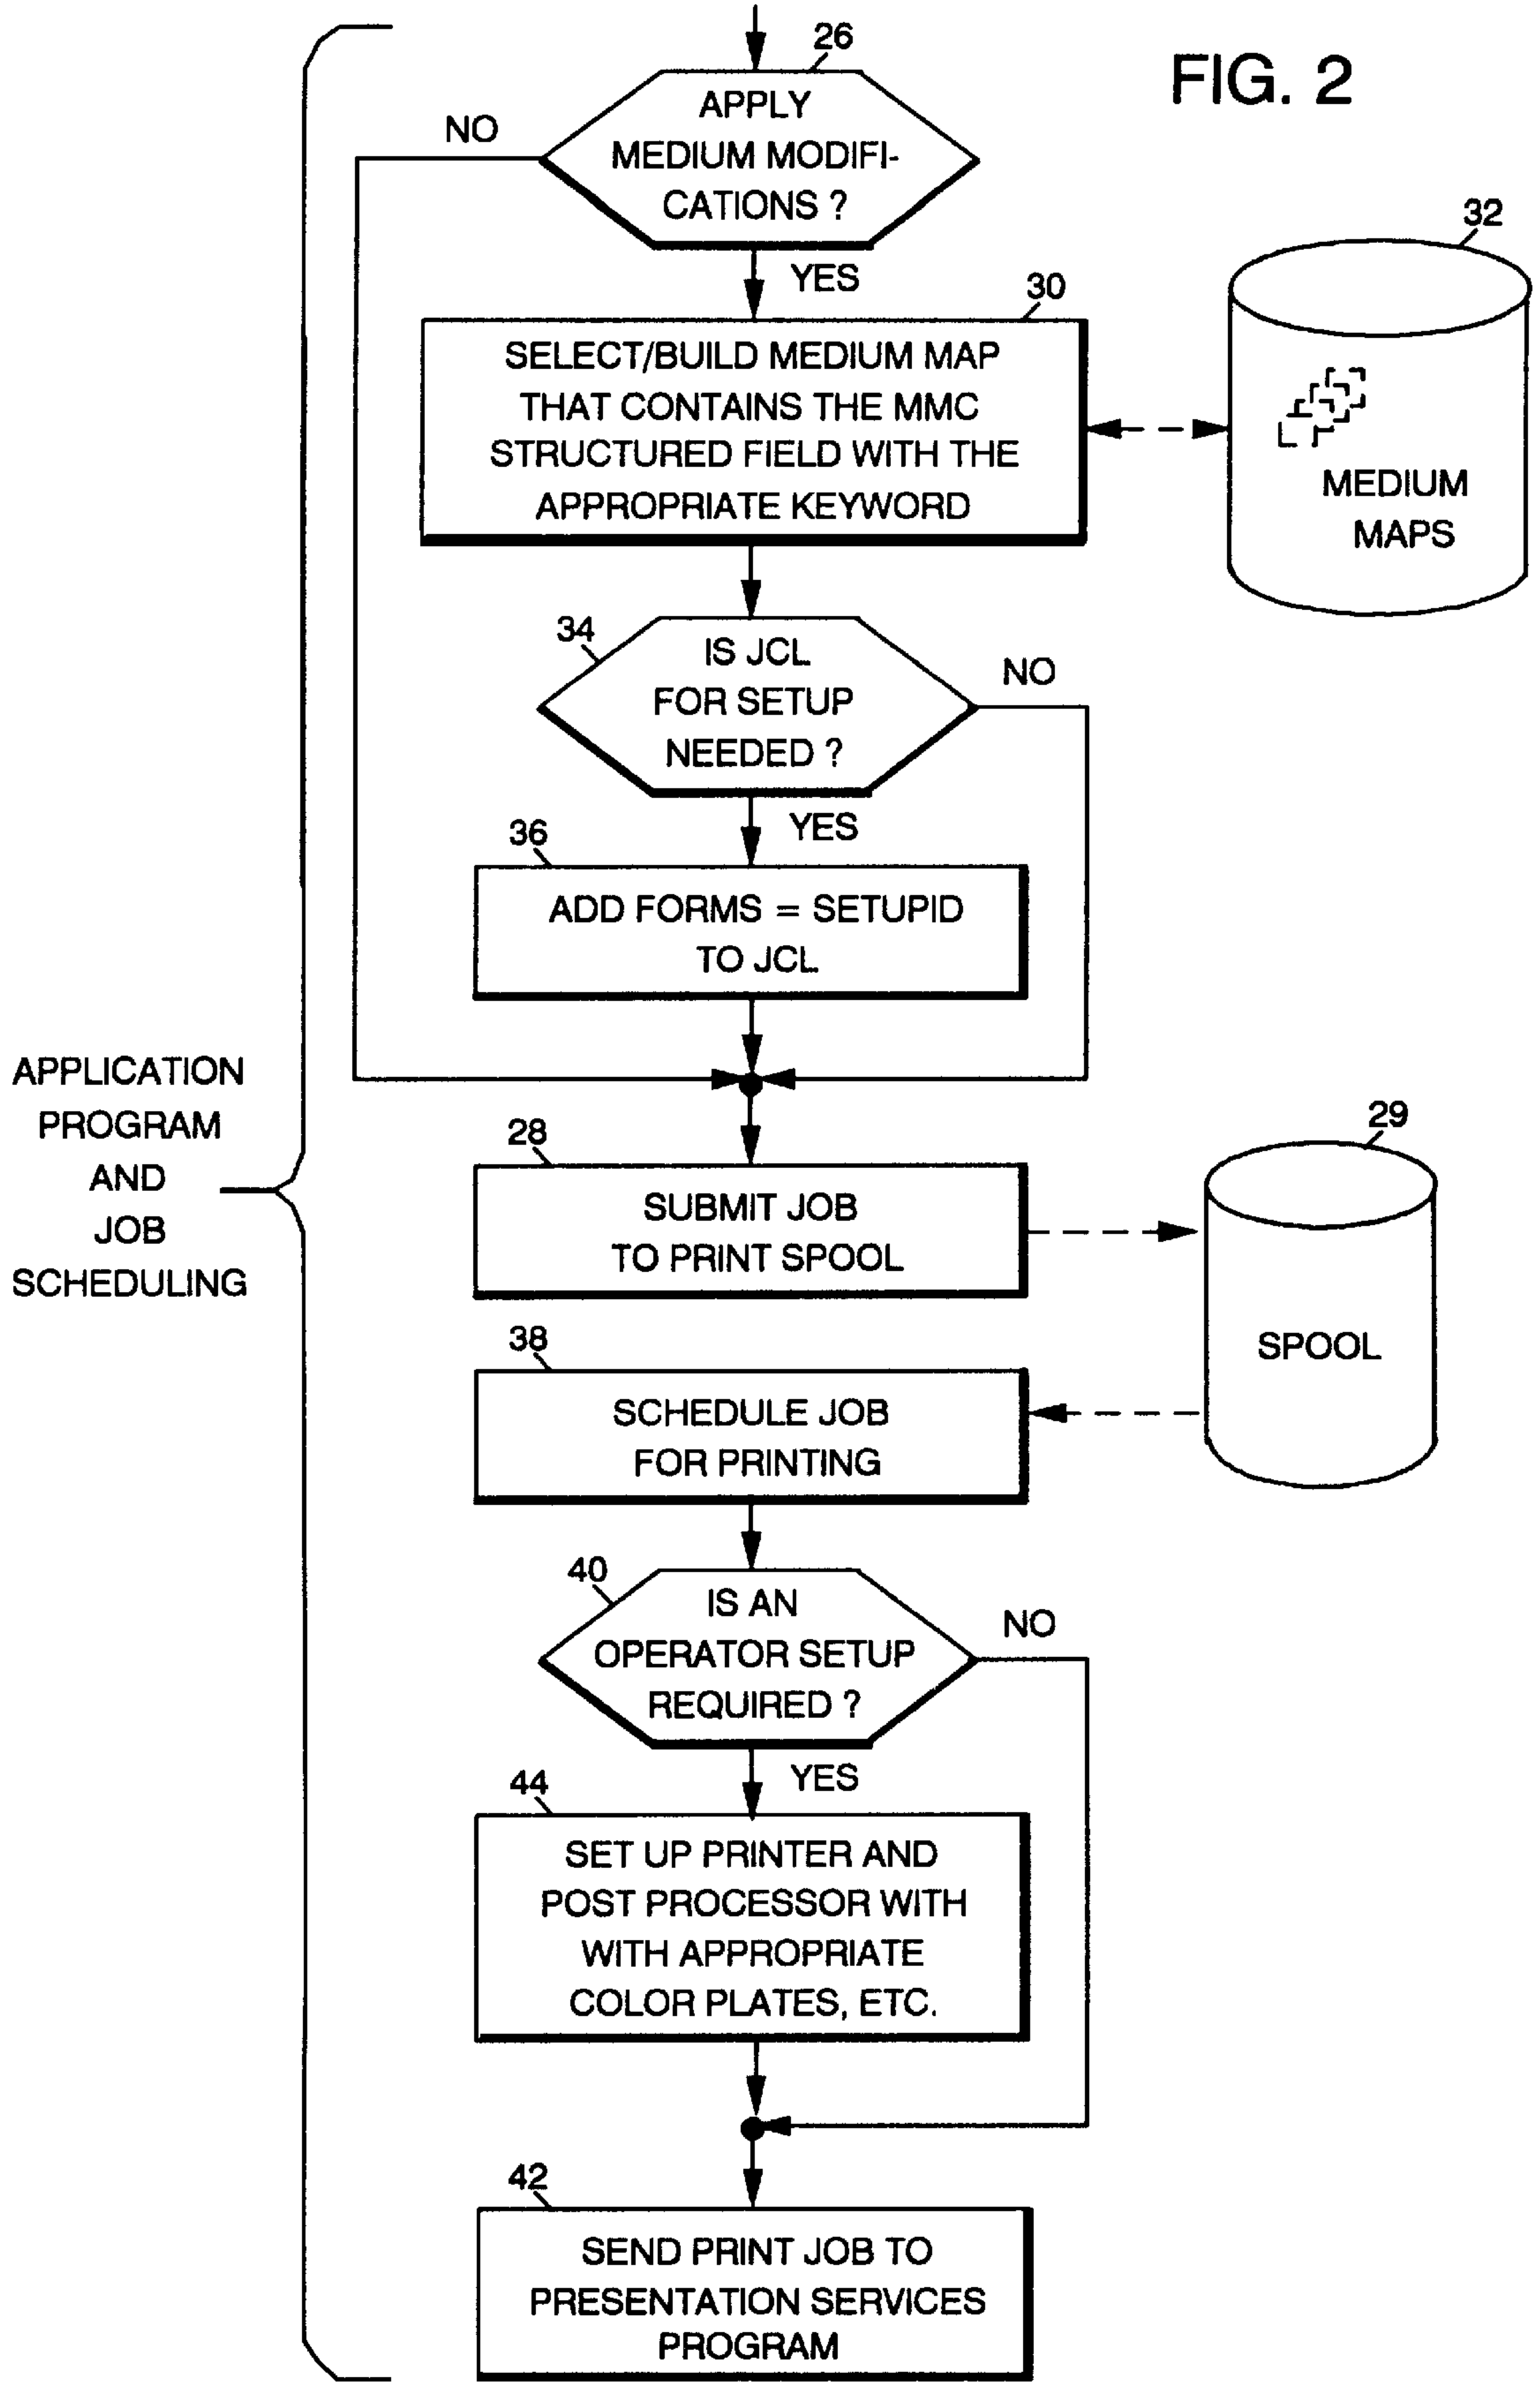 FIG. 2
26
APPLY
MEDIUM MODIFI-
CATIONS ?
NO
YES
32
MEDIUM
MAPS
30
SELECT/BUILD MEDIUM MAP
THAT CONTAINS THE MMC
STRUCTURED FIELD WITH THE
APPROPRIATE KEYWORD
34
IS JCL
FOR SETUP
NEEDED ?
NO
YES
36
ADD FORMS = SETUPID
TO JCL
APPLICATION
PROGRAM
AND
JOB
SCHEDULING
28
SUBMIT JOB
TO PRINT SPOOL
29
SPOOL
38
SCHEDULE JOB
FOR PRINTING
40
IS AN
OPERATOR SETUP
REQUIRED ?
NO
YES
44
SET UP PRINTER AND
POST PROCESSOR WITH
WITH APPROPRIATE
COLOR PLATES, ETC.
42
SEND PRINT JOB TO
PRESENTATION SERVICES
PROGRAM